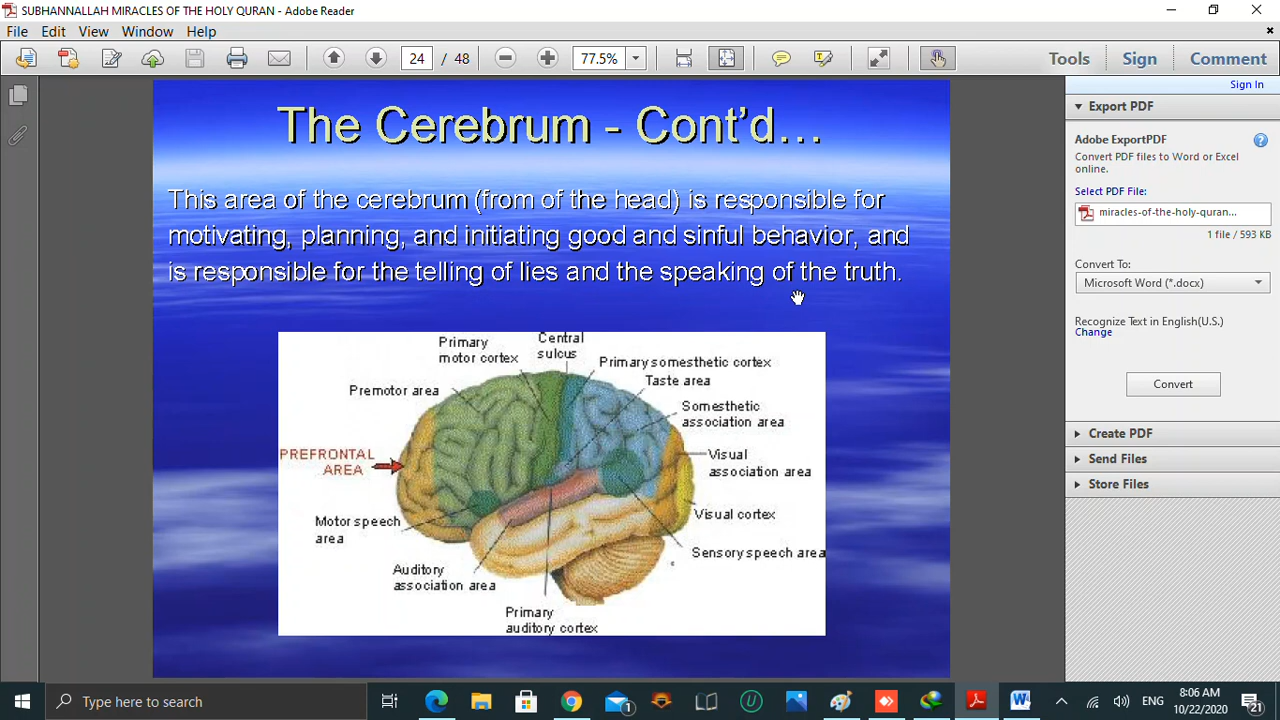 SUBHANNALLAH MIRACLES OF THE HOLY QURAN - Adobe Reader
File Edit View Window Help
24 / 48 77.5% Tools Sign Comment
Sign In
The Cerebrum - Cont'd...
This area of the cerebrum (from of the head) is responsible for
motivating, planning, and initiating good and sinful behavior, and
is responsible for the telling of lies and the speaking of the truth.
Primary
motor cortex
Central
sulcus
Primary somesthetic cortex
Taste area
Premotor area
Somesthetic
association area
PREFRONTAL
AREA
Visual
association area
Motor speech
area
Visual cortex
Sensory speech area
Auditory
association area
Primary
auditory cortex
Export PDF
Adobe ExportPDF
Convert PDF files to Word or Excel
online.
Select PDF File:
miracles-of-the-holy-quran...
1 file / 593 KB
Convert To:
Microsoft Word (*.docx)
Recognize Text in English(U.S.)
Change
Convert
Create PDF
Send Files
Store Files
Type here to search
1
ENG
8:06 AM
10/22/2020
21